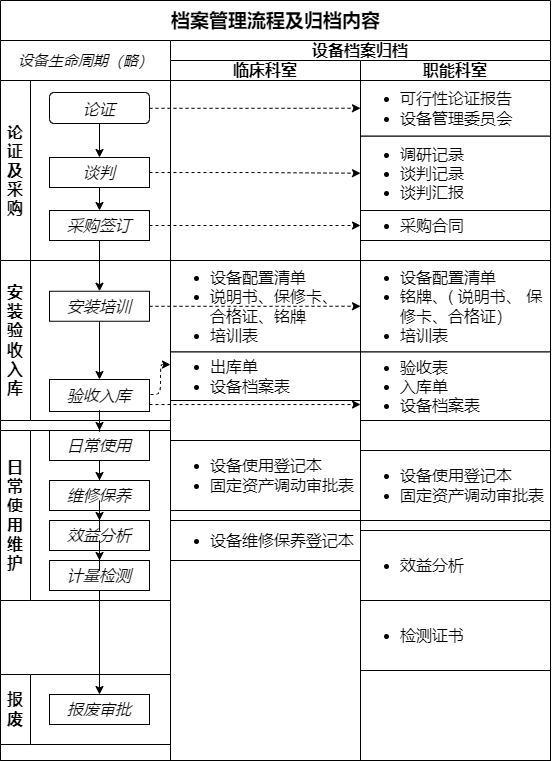 档案管理流程及归档内容
设备生命周期（略）
设备档案归档
临床科室
职能科室
论证及采购
论证
可行性论证报告
设备管理委员会
谈判
调研记录
谈判记录
谈判汇报
采购签订
采购合同
安装验收入库
安装培训
设备配置清单
说明书、保修卡、
合格证、铭牌
培训表
设备配置清单
铭牌、( 说明书、 保
修卡、合格证）
培训表
验收入库
出库单
设备档案表
验收表
入库单
设备档案表
日常使用维护
日常使用
维修保养
设备使用登记本
固定资产调动审批表
设备使用登记本
固定资产调动审批表
效益分析
设备维修保养登记本
计量检测
效益分析
检测证书
报废
报废审批